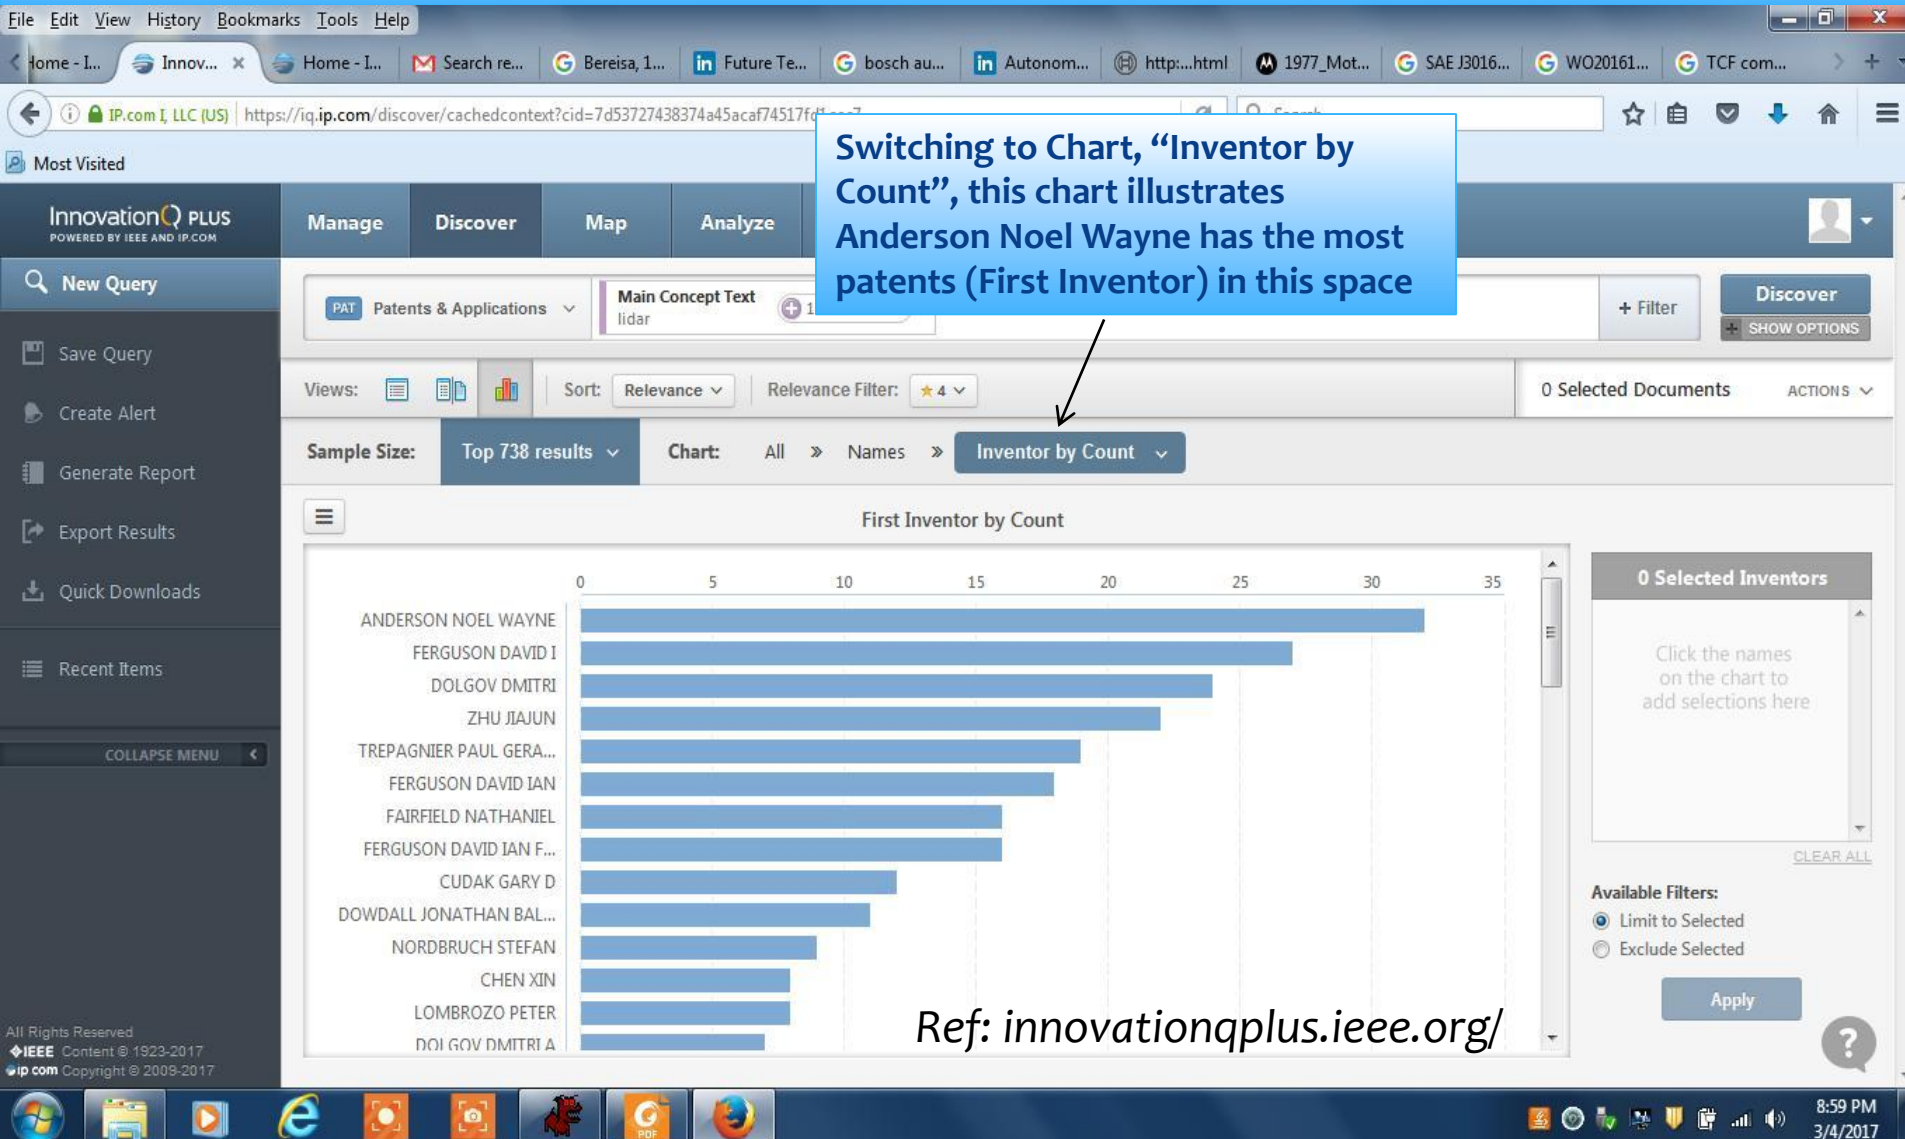 File Edit View History Bookmarks Tools Help
Home - I... Innov... × Home - I... Search re... Bereisa, 1... Future Te... bosch au... Autonom... http:...html 1977_Mot... SAE J3016... WO20161... TCF com...
IP.com I, LLC (US) https://iq.ip.com/discover/cachedcontext?cid=7d53727438374a45acaf74517
Most Visited
Switching to Chart, “Inventor by
Count”, this chart illustrates
Anderson Noel Wayne has the most
patents (First Inventor) in this space
InnovationQ PLUS
POWERED BY IEEE AND IP.COM
Manage Discover Map Analyze
New Query
Save Query
Create Alert
Generate Report
Export Results
Quick Downloads
Recent Items
COLLAPSE MENU
PAT Patents & Applications
Main Concept Text
lidar
+ Filter
Discover
+ SHOW OPTIONS
Views: Sort: Relevance Relevance Filter: ★ 4
0 Selected Documents ACTIONS
Sample Size: Top 738 results Chart: All » Names » Inventor by Count
First Inventor by Count
0 5 10 15 20 25 30 35
ANDERSON NOEL WAYNE
FERGUSON DAVID I
DOLGOV DMITRI
ZHU JIAJUN
TREPAGNIER PAUL GERA...
FERGUSON DAVID IAN
FAIRFIELD NATHANIEL
FERGUSON DAVID IAN F...
CUDAK GARY D
DOWDALL JONATHAN BAL...
NORDBRUCH STEFAN
CHEN XIN
LOMBROZO PETER
DOLGOV DMITRI A
Ref: innovationqplus.ieee.org/
0 Selected Inventors
Click the names
on the chart to
add selections here
CLEAR ALL
Available Filters:
Limit to Selected
Exclude Selected
Apply
?
All Rights Reserved
IEEE Content © 1923-2017
ip com Copyright © 2009-2017
PDF
8:59 PM
3/4/2017